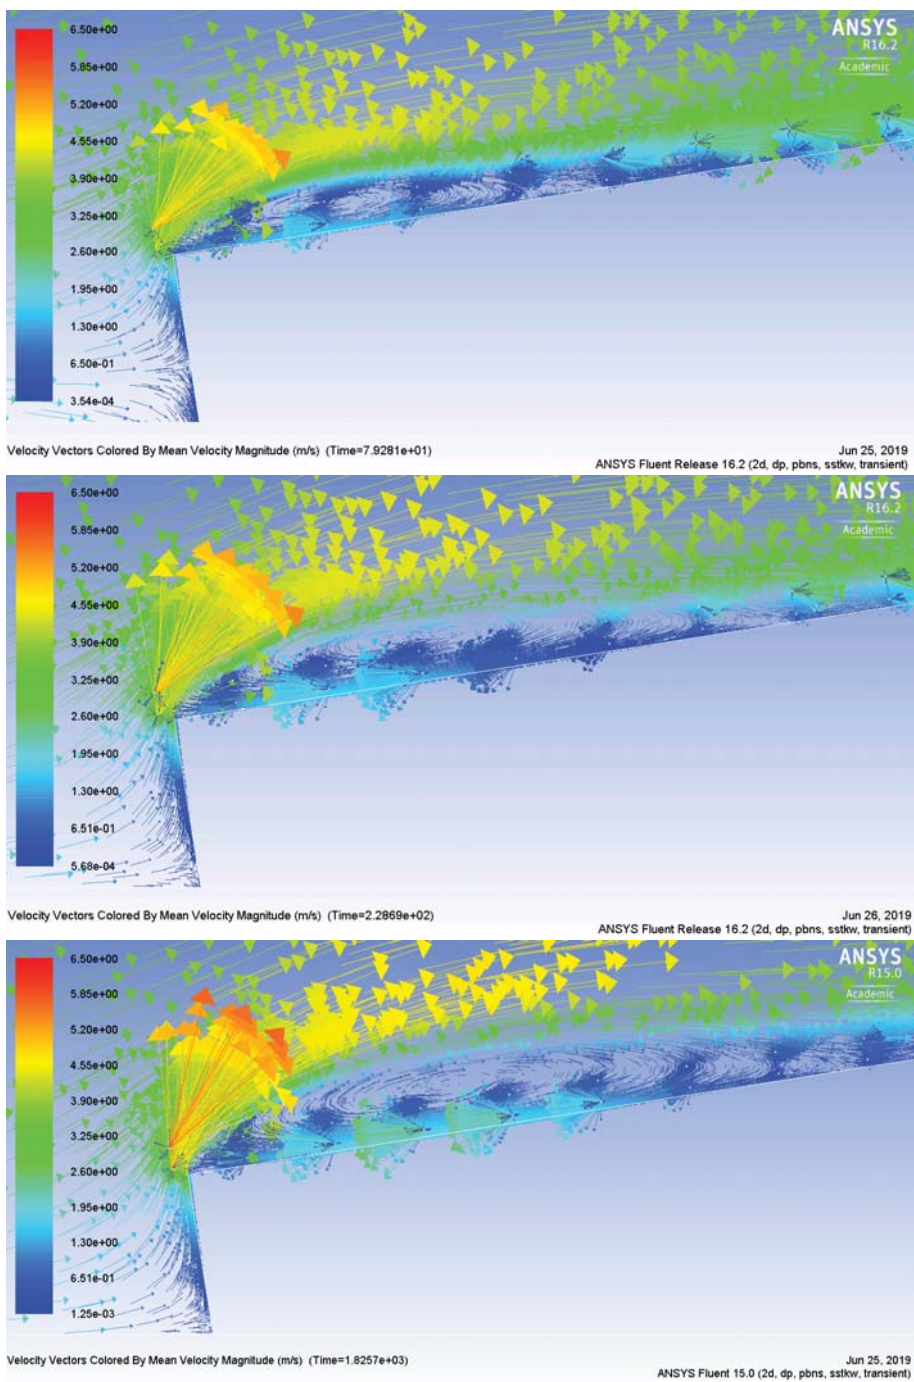 6.50e+00
5.85e+00
5.20e+00
4.55e+00
3.90e+00
3.25e+00
2.60e+00
1.95e+00
1.30e+00
6.50e-01
3.54e-04
ANSYS
R16.2
Academic
Velocity Vectors Colored By Mean Velocity Magnitude (m/s) (Time=7.9281e+01)
Jun 25, 2019
ANSYS Fluent Release 16.2 (2d, dp, pbns, sstkw, transient)
6.50e+00
5.85e+00
5.20e+00
4.55e+00
3.90e+00
3.25e+00
2.60e+00
1.95e+00
1.30e+00
6.51e-01
5.68e-04
ANSYS
R16.2
Academic
Velocity Vectors Colored By Mean Velocity Magnitude (m/s) (Time=2.2869e+02)
Jun 26, 2019
ANSYS Fluent Release 16.2 (2d, dp, pbns, sstkw, transient)
6.50e+00
5.85e+00
5.20e+00
4.55e+00
3.90e+00
3.25e+00
2.60e+00
1.95e+00
1.30e+00
6.51e-01
1.25e-03
ANSYS
R15.0
Academic
Velocity Vectors Colored By Mean Velocity Magnitude (m/s) (Time=1.8257e+03)
Jun 25, 2019
ANSYS Fluent 15.0 (2d, dp, pbns, sstkw, transient)